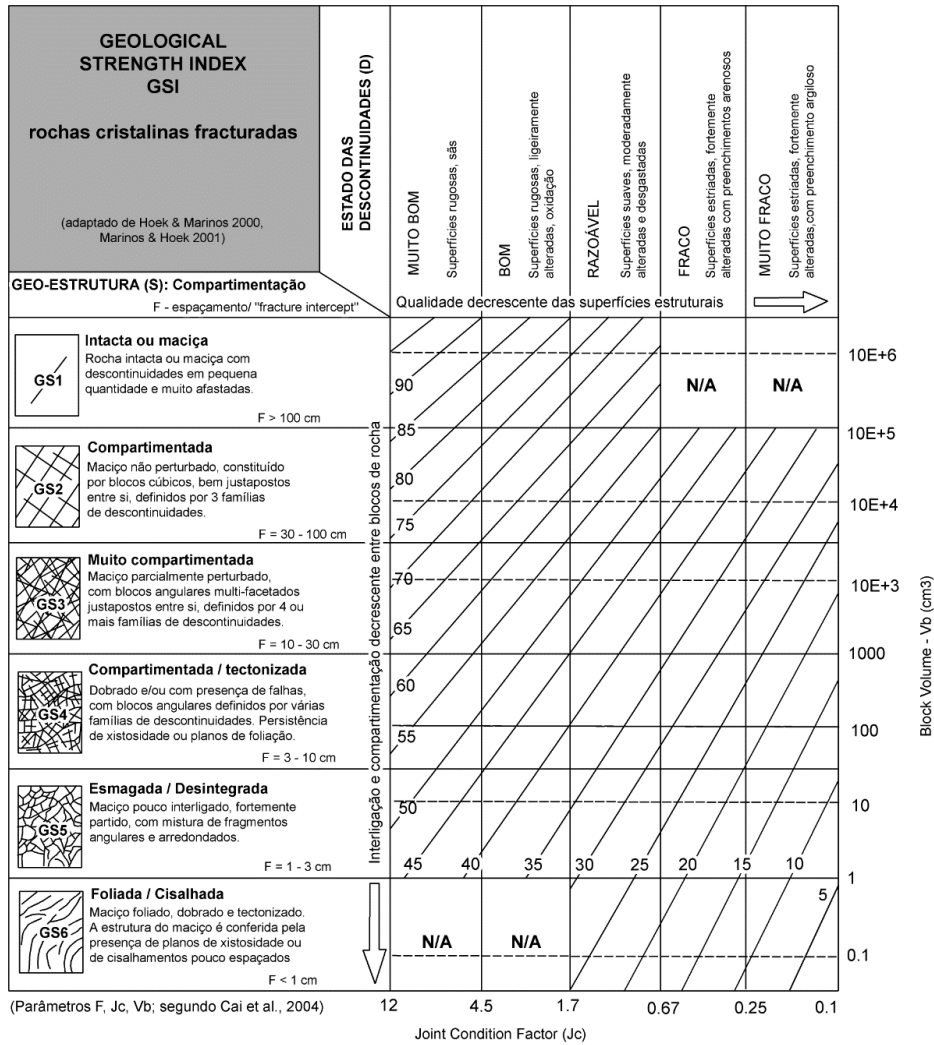 GEOLOGICAL
STRENGTH INDEX
GSI
rochas cristalinas fracturadas
(adaptado de Hoek & Marinos 2000,
Marinos & Hoek 2001)
ESTADO DAS
DESCONTINUIDADES (D)
MUITO BOM
Superfícies rugosas, sãs
BOM
Superfícies rugosas, ligeiramente
alteradas, oxidação
RAZOÁVEL
Superfícies suaves, moderadamente
alteradas e desgastadas
FRACO
Superfícies estriadas, fortemente
alteradas com preenchimentos arenosos
MUITO FRACO
Superfícies estriadas, fortemente
alteradas,com preenchimento argiloso
GEO-ESTRUTURA (S): Compartimentação
F - espaçamento/ "fracture intercept"
Qualidade decrescente das superfícies estruturais
GS1
Intacta ou maciça
Rocha intacta ou maciça com
descontinuidades em pequena
quantidade e muito afastadas.
F > 100 cm
GS2
Compartimentada
Maciço não perturbado, constituído
por blocos cúbicos, bem justapostos
entre si, definidos por 3 famílias
de descontinuidades.
F = 30 - 100 cm
GS3
Muito compartimentada
Maciço parcialmente perturbado,
com blocos angulares multi-facetados
justapostos entre si, definidos por 4 ou
mais famílias de descontinuidades.
F = 10 - 30 cm
GS4
Compartimentada / tectonizada
Dobrado e/ou com presença de falhas,
com blocos angulares definidos por várias
famílias de descontinuidades. Persistência
de xistosidade ou planos de foliação.
F = 3 - 10 cm
GS5
Esmagada / Desintegrada
Maciço pouco interligado, fortemente
partido, com mistura de fragmentos
angulares e arredondados.
F = 1 - 3 cm
GS6
Foliada / Cisalhada
Maciço foliado, dobrado e tectonizado.
A estrutura do maciço é conferida pela
presença de planos de xistosidade ou
de cisalhamentos pouco espaçados
F < 1 cm
Interligação e compartimentação decrescente entre blocos de rocha
90
N/A
N/A
85
80
75
70
65
60
55
50
45
40
35
30
25
20
15
10
5
N/A
N/A
10E+6
10E+5
10E+4
10E+3
1000
100
10
1
0.1
Block Volume - Vb (cm3)
(Parâmetros F, Jc, Vb; segundo Cai et al., 2004)
12
4.5
1.7
0.67
0.25
0.1
Joint Condition Factor (Jc)